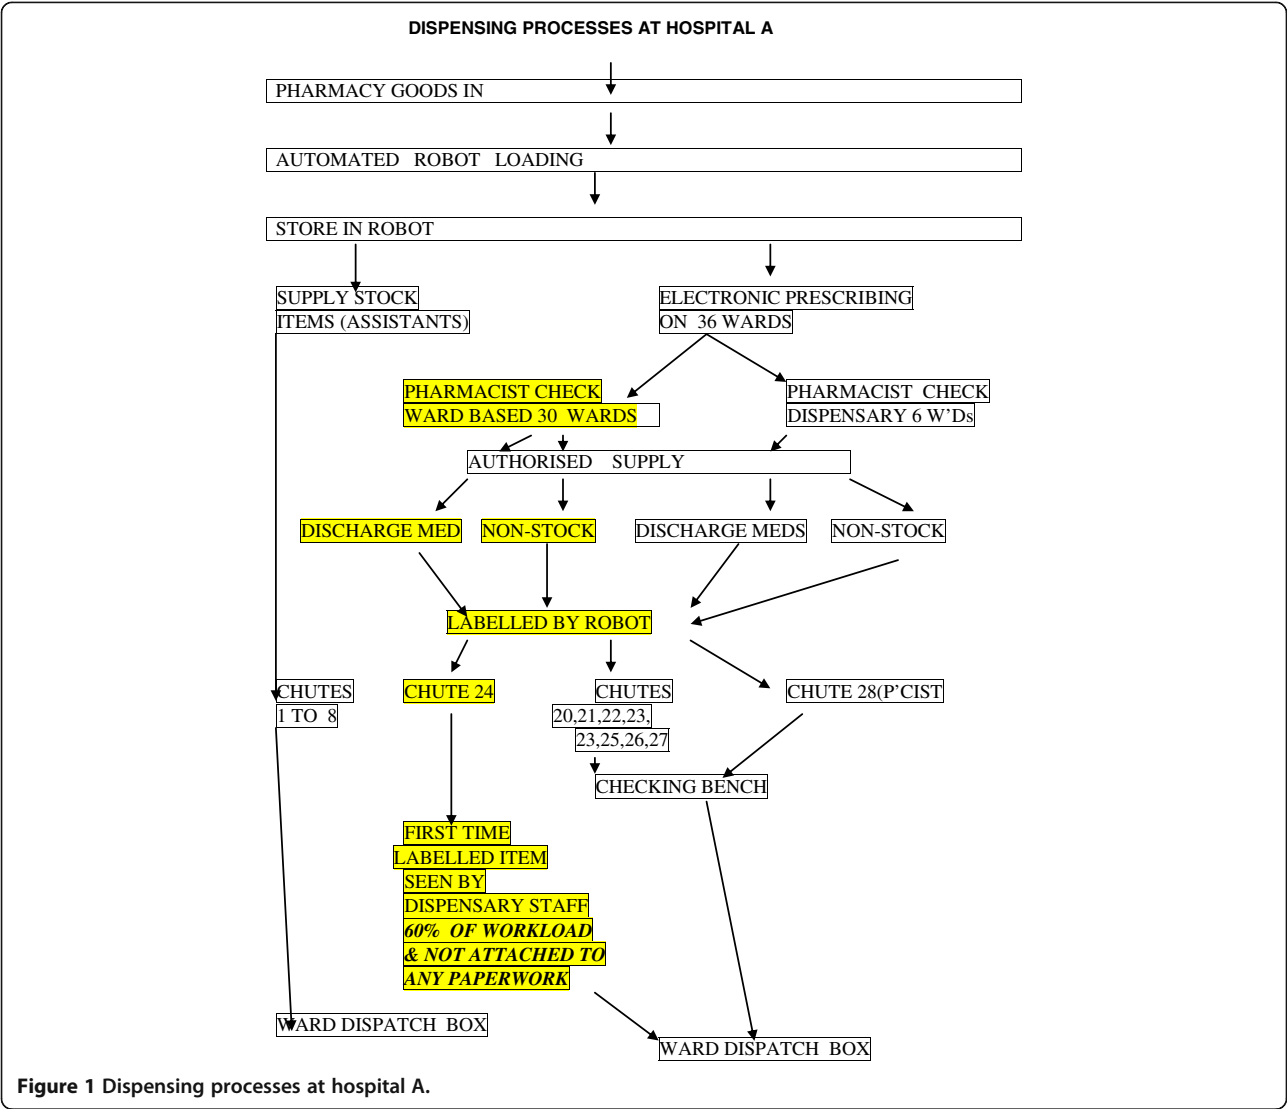 DISPENSING PROCESSES AT HOSPITAL A
PHARMACY GOODS IN
AUTOMATED ROBOT LOADING
STORE IN ROBOT
SUPPLY STOCK
ITEMS (ASSISTANTS)
ELECTRONIC PRESCRIBING
ON 36 WARDS
PHARMACIST CHECK
WARD BASED 30 WARDS
PHARMACIST CHECK
DISPENSARY 6 W'Ds
AUTHORISED SUPPLY
DISCHARGE MED
NON-STOCK
DISCHARGE MEDS
NON-STOCK
LABELLED BY ROBOT
CHUTES
1 TO 8
CHUTE 24
CHUTES
20,21,22,23,
23,25,26,27
CHUTE 28(P'CIST
CHECKING BENCH
FIRST TIME
LABELLED ITEM
SEEN BY
DISPENSARY STAFF
60% OF WORKLOAD
& NOT ATTACHED TO
ANY PAPERWORK
WARD DISPATCH BOX
WARD DISPATCH BOX
Figure 1 Dispensing processes at hospital A.